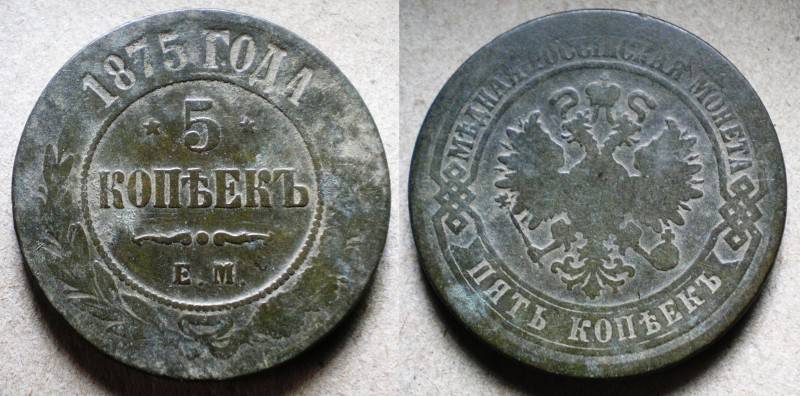 1875 ГОДА
5
КОПѢЕКЪ
Е.М.
МѢДНАЯ РОССІЙСКАЯ МОНЕТА
ПЯТЬ КОПѢЕКЪ